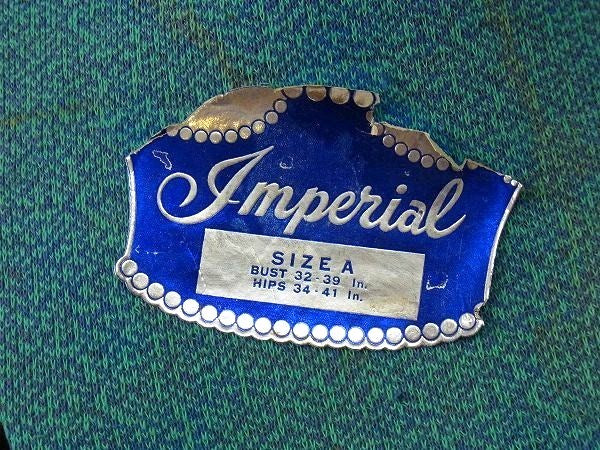 Imperial
SIZE A
BUST 32-39 In.
HIPS 34-41 In.